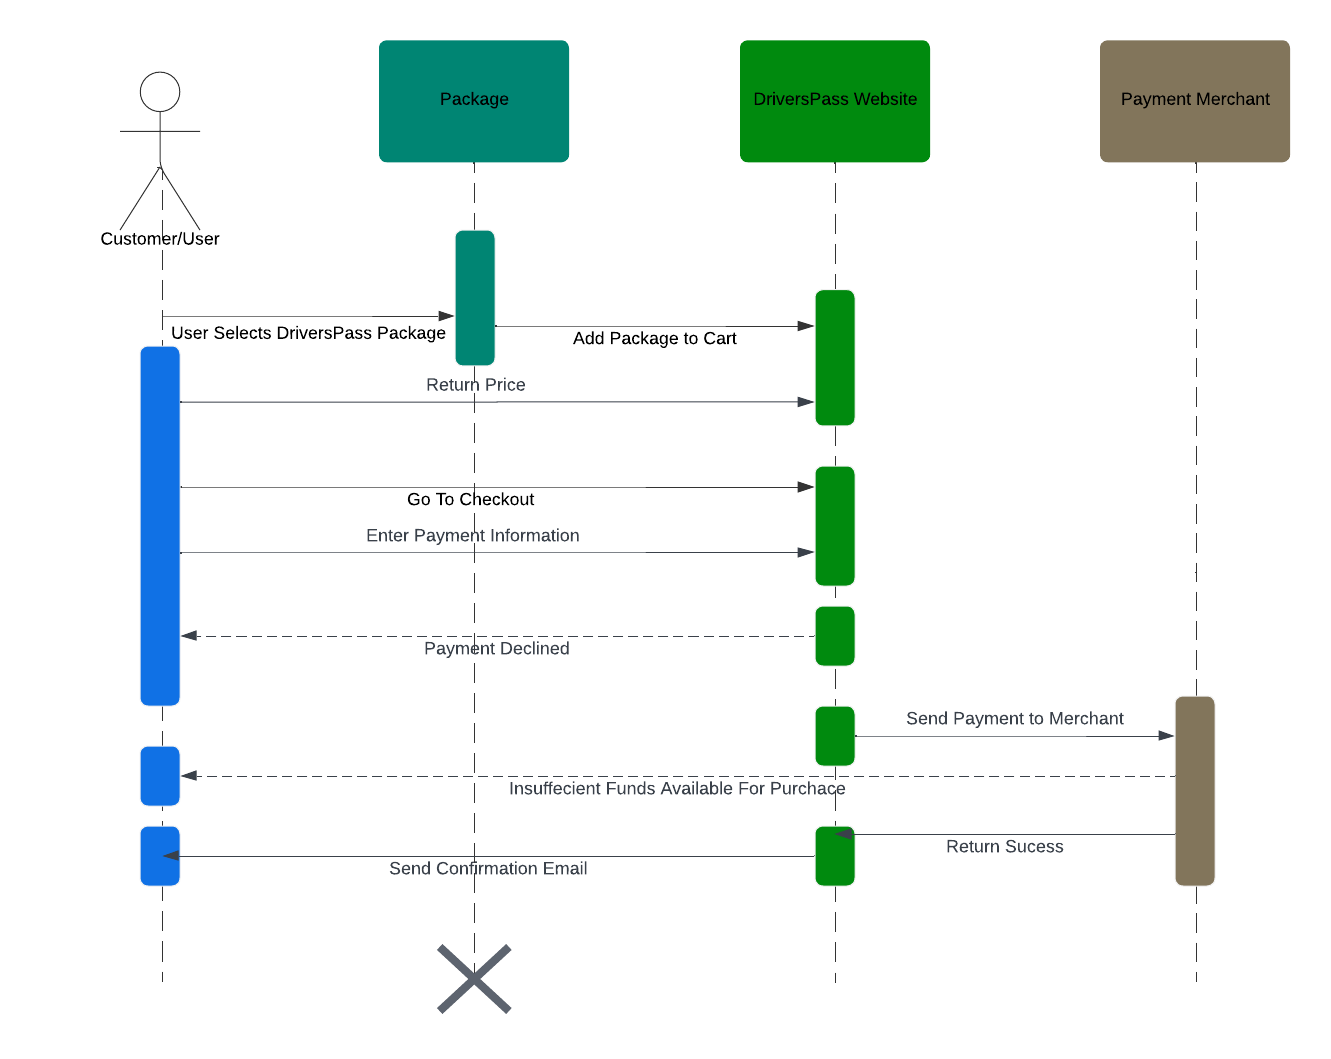 Package
DriversPass Website
Payment Merchant
Customer/User
User Selects DriversPass Package
Add Package to Cart
Return Price
Go To Checkout
Enter Payment Information
Payment Declined
Send Payment to Merchant
Insuffecient Funds Available For Purchace
Return Sucess
Send Confirmation Email